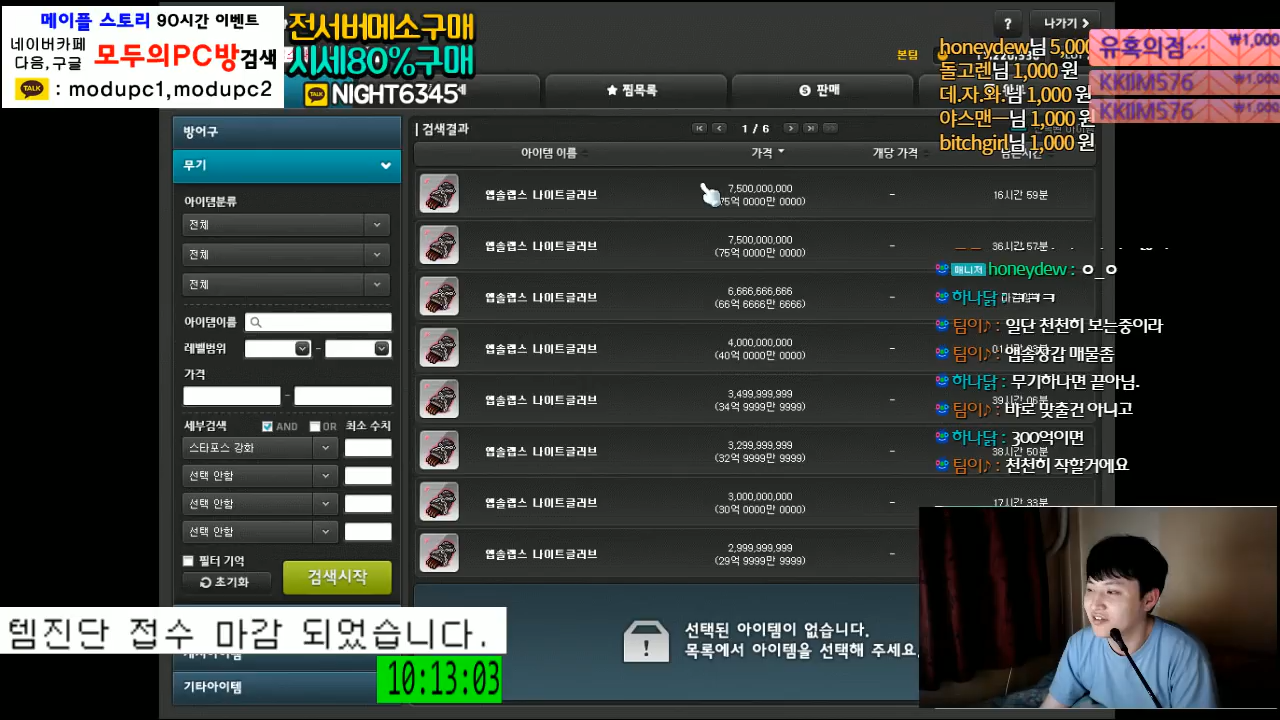 메이플 스토리 90시간 이벤트
네이버카페
다음,구글
모두의PC방검색
TALK : modupc1,modupc2
전서버메소구매
시세80%구매
TALK NIGHT6345
?
나가기
본팀
찜목록
판매
honeydew님 5,000
돌고렌님 1,000 원
데.자.와.님 1,000 원
야스맨ㅡ님 1,000 원
bitchgirl님 1,000 원
유혹의점… ₩1,000
KKIIM576 ₩1,000
KKIIM576 ₩1,000
방어구
무기
아이템분류
전체
전체
전체
아이템이름
레벨범위
-
가격
-
세부검색 AND OR 최소 수치
스타포스 강화
선택 안함
선택 안함
선택 안함
필터 기억
초기화
검색시작
기타아이템
검색결과
1 / 6
아이템 이름 가격 개당 가격
앱솔랩스 나이트글러브 7,500,000,000 - 16시간 59분
(75억 0000만 0000)
앱솔랩스 나이트글러브 7,500,000,000 - 36시간 57분
(75억 0000만 0000)
앱솔랩스 나이트글러브 6,666,666,666 -
(66억 6666만 6666)
앱솔랩스 나이트글러브 4,000,000,000 -
(40억 0000만 0000)
앱솔랩스 나이트글러브 3,499,999,999 -
(34억 9999만 9999)
앱솔랩스 나이트글러브 3,299,999,999 - 38시간 50분
(32억 9999만 9999)
앱솔랩스 나이트글러브 3,000,000,000 - 17시간 33분
(30억 0000만 0000)
앱솔랩스 나이트글러브 2,999,999,999 -
(29억 9999만 9999)
매니저 honeydew : ㅇ_ㅇ
하나닭
팀이♪ : 일단 천천히 보는중이라
팀이♪ : 앱솔장갑 매물좀
하나닭 : 무기하나면 끝아님.
팀이♪ : 바로 맞출건 아니고
하나닭 : 300억이면
팀이♪ : 천천히 작할거에요
선택된 아이템이 없습니다.
목록에서 아이템을 선택해 주세요.
템진단 접수 마감 되었습니다.
10:13:03